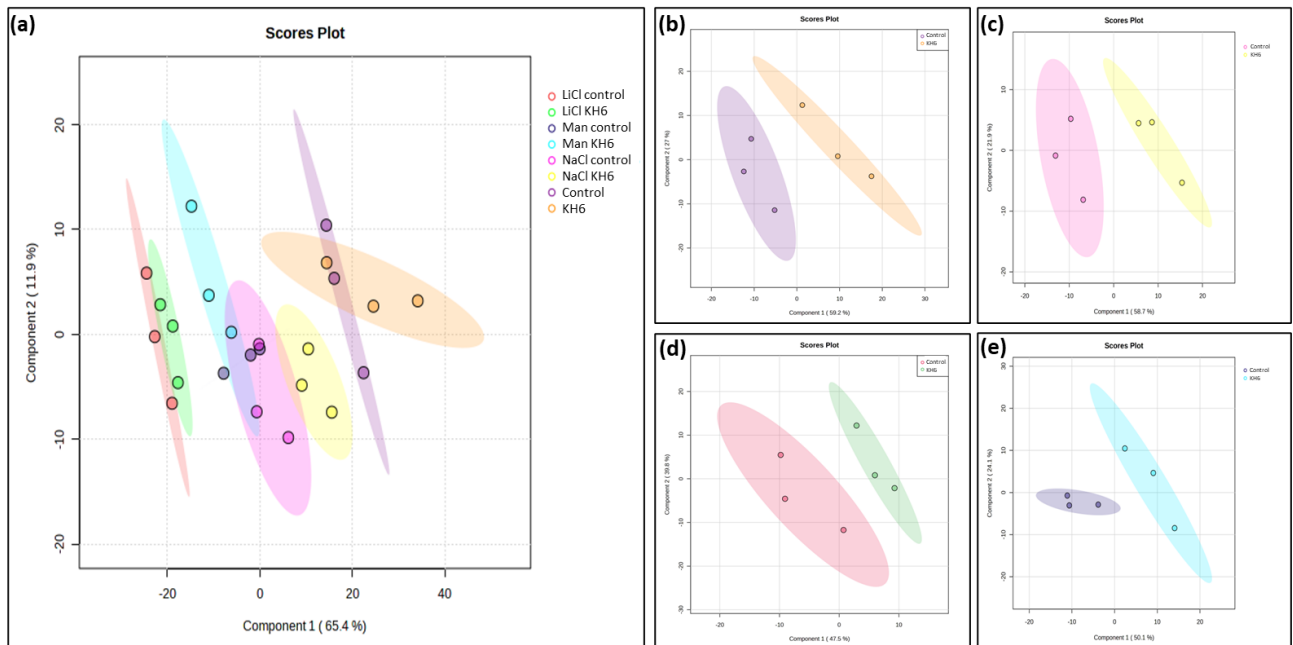 (a)
Scores Plot
Component 2 ( 11.9 %)
20
10
0
-10
-20
-20 0 20 40
Component 1 ( 65.4 %)
LiCl control
LiCl KH6
Man control
Man KH6
NaCl control
NaCl KH6
Control
KH6
(b)
Scores Plot
Control
KH6
Component 2 ( 27 %)
20
10
0
-10
-20
-20 -10 0 10 20 30
Component 1 ( 59.2 %)
(c)
Scores Plot
Control
KH6
Component 2 ( 21.9 %)
20
10
0
-10
-20
-20 -10 0 10 20
Component 1 ( 58.7 %)
(d)
Scores Plot
Control
KH6
20
10
0
-10
-20
-30
-20 -10 0 10
Component 1 ( 47.5 %)
(e)
Scores Plot
Control
KH6
Component 2 ( 24.1 %)
30
20
10
0
-10
-20
-20 -10 0 10 20
Component 1 ( 50.1 %)